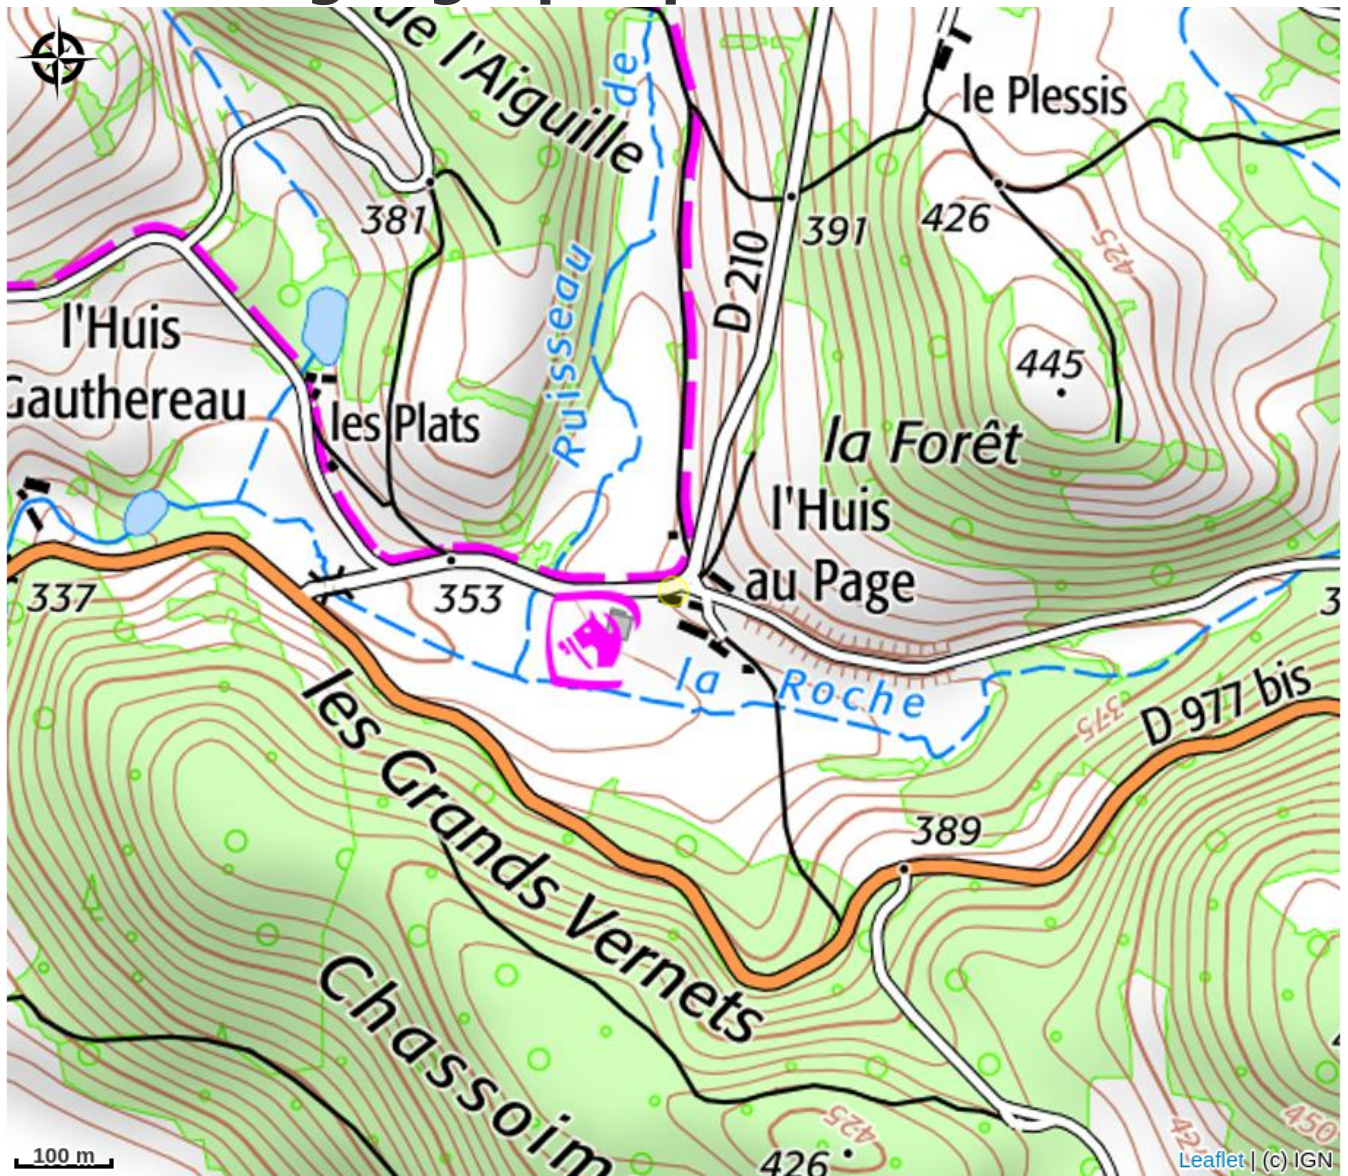 de l'Aiguille
de
le Plessis
381
391
426
425
D 210
Ruisseau
l'Huis
Gauthereau
445
les Plats
la Forêt
l'Huis
au Page
337
353
3
la Roche
375
D 977 bis
les Grands Vernets
389
Chassoim
425
426
42
450
100 m
Leaflet | (c) IGN